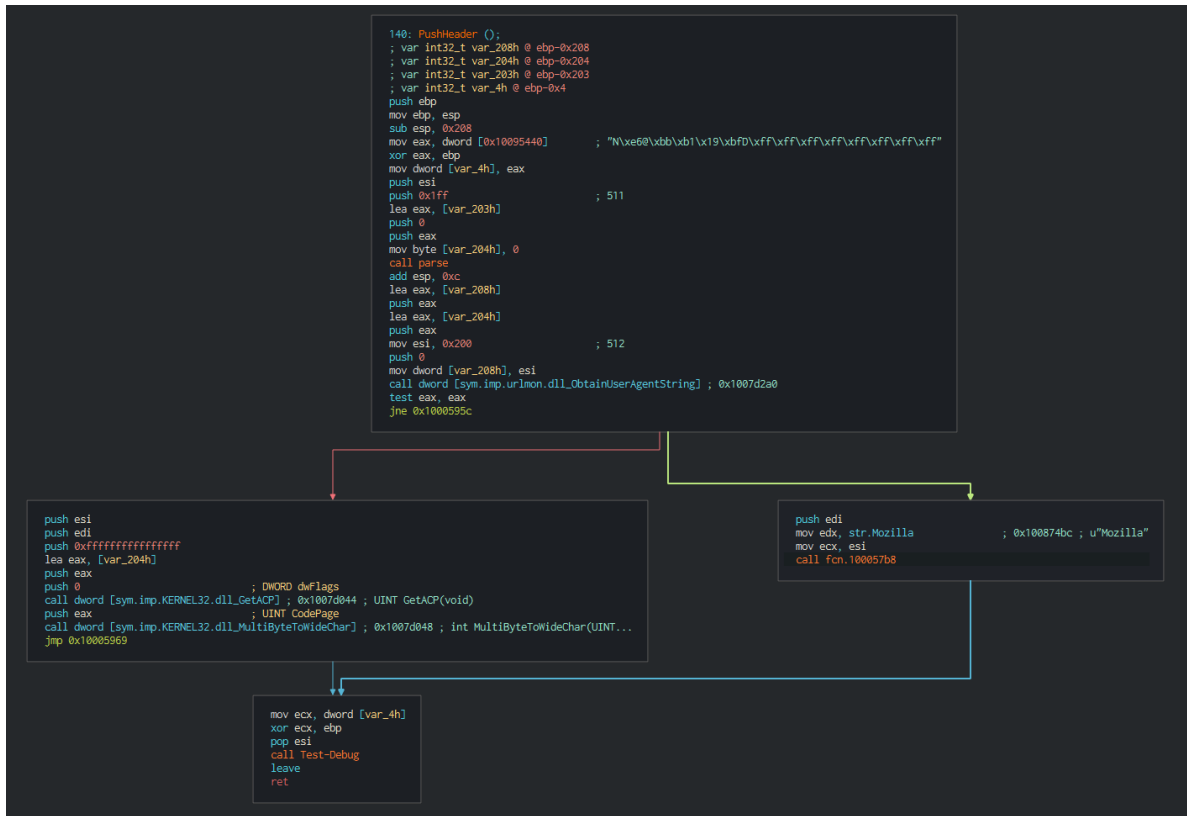 140: PushHeader ();
; var int32_t var_208h @ ebp-0x208
; var int32_t var_204h @ ebp-0x204
; var int32_t var_203h @ ebp-0x203
; var int32_t var_4h @ ebp-0x4
push ebp
mov ebp, esp
sub esp, 0x208
mov eax, dword [0x10095440] ; "N\xe60\xbb\xb1\x19\xbfD\xff\xff\xff\xff\xff\xff\xff\xff"
xor eax, ebp
mov dword [var_4h], eax
push esi
push 0x1ff ; 511
lea eax, [var_203h]
push 0
push eax
mov byte [var_204h], 0
call parse
add esp, 0xc
lea eax, [var_208h]
push eax
lea eax, [var_204h]
push eax
mov esi, 0x200 ; 512
push 0
mov dword [var_208h], esi
call dword [sym.imp.urlmon.dll_ObtainUserAgentString] ; 0x1007d2a0
test eax, eax
jne 0x1000595c
push esi
push edi
push 0xffffffffffffffff
lea eax, [var_204h]
push eax
push 0 ; DWORD dwFlags
call dword [sym.imp.KERNEL32.dll_GetACP] ; 0x1007d044 ; UINT GetACP(void)
push eax ; UINT CodePage
call dword [sym.imp.KERNEL32.dll_MultiByteToWideChar] ; 0x1007d048 ; int MultiByteToWideChar(UINT...
jmp 0x10005969
push edi
mov edx, str.Mozilla ; 0x100874bc ; u"Mozilla"
mov ecx, esi
call fcn.100057b8
mov ecx, dword [var_4h]
xor ecx, ebp
pop esi
call Test-Debug
leave
ret